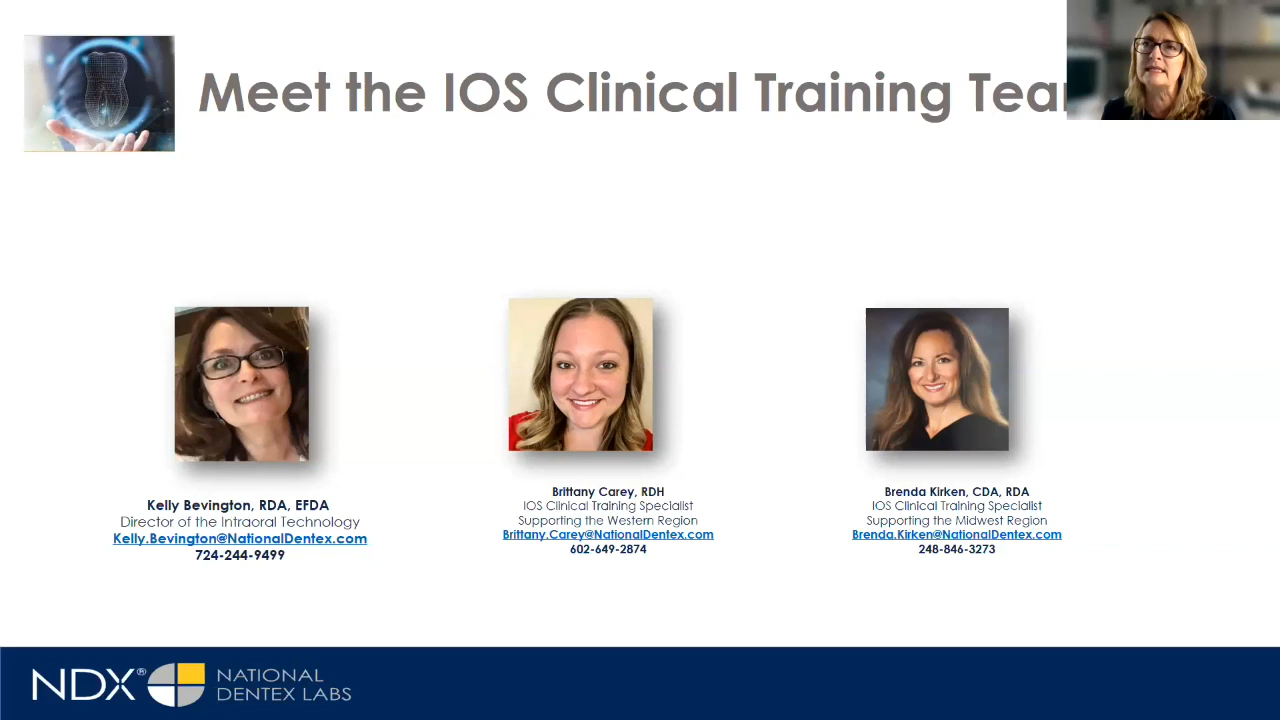 Meet the IOS Clinical Training Tea
Kelly Bevington, RDA, EFDA
Director of the Intraoral Technology
Kelly.Bevington@NationalDentex.com
724-244-9499
Brittany Carey, RDH
IOS Clinical Training Specialist
Supporting the Western Region
Brittany.Carey@NationalDentex.com
602-649-2874
Brenda Kirken, CDA, RDA
IOS Clinical Training Specialist
Supporting the Midwest Region
Brenda.Kirken@NationalDentex.com
248-846-3273
NDX®
NATIONAL
DENTEX LABS